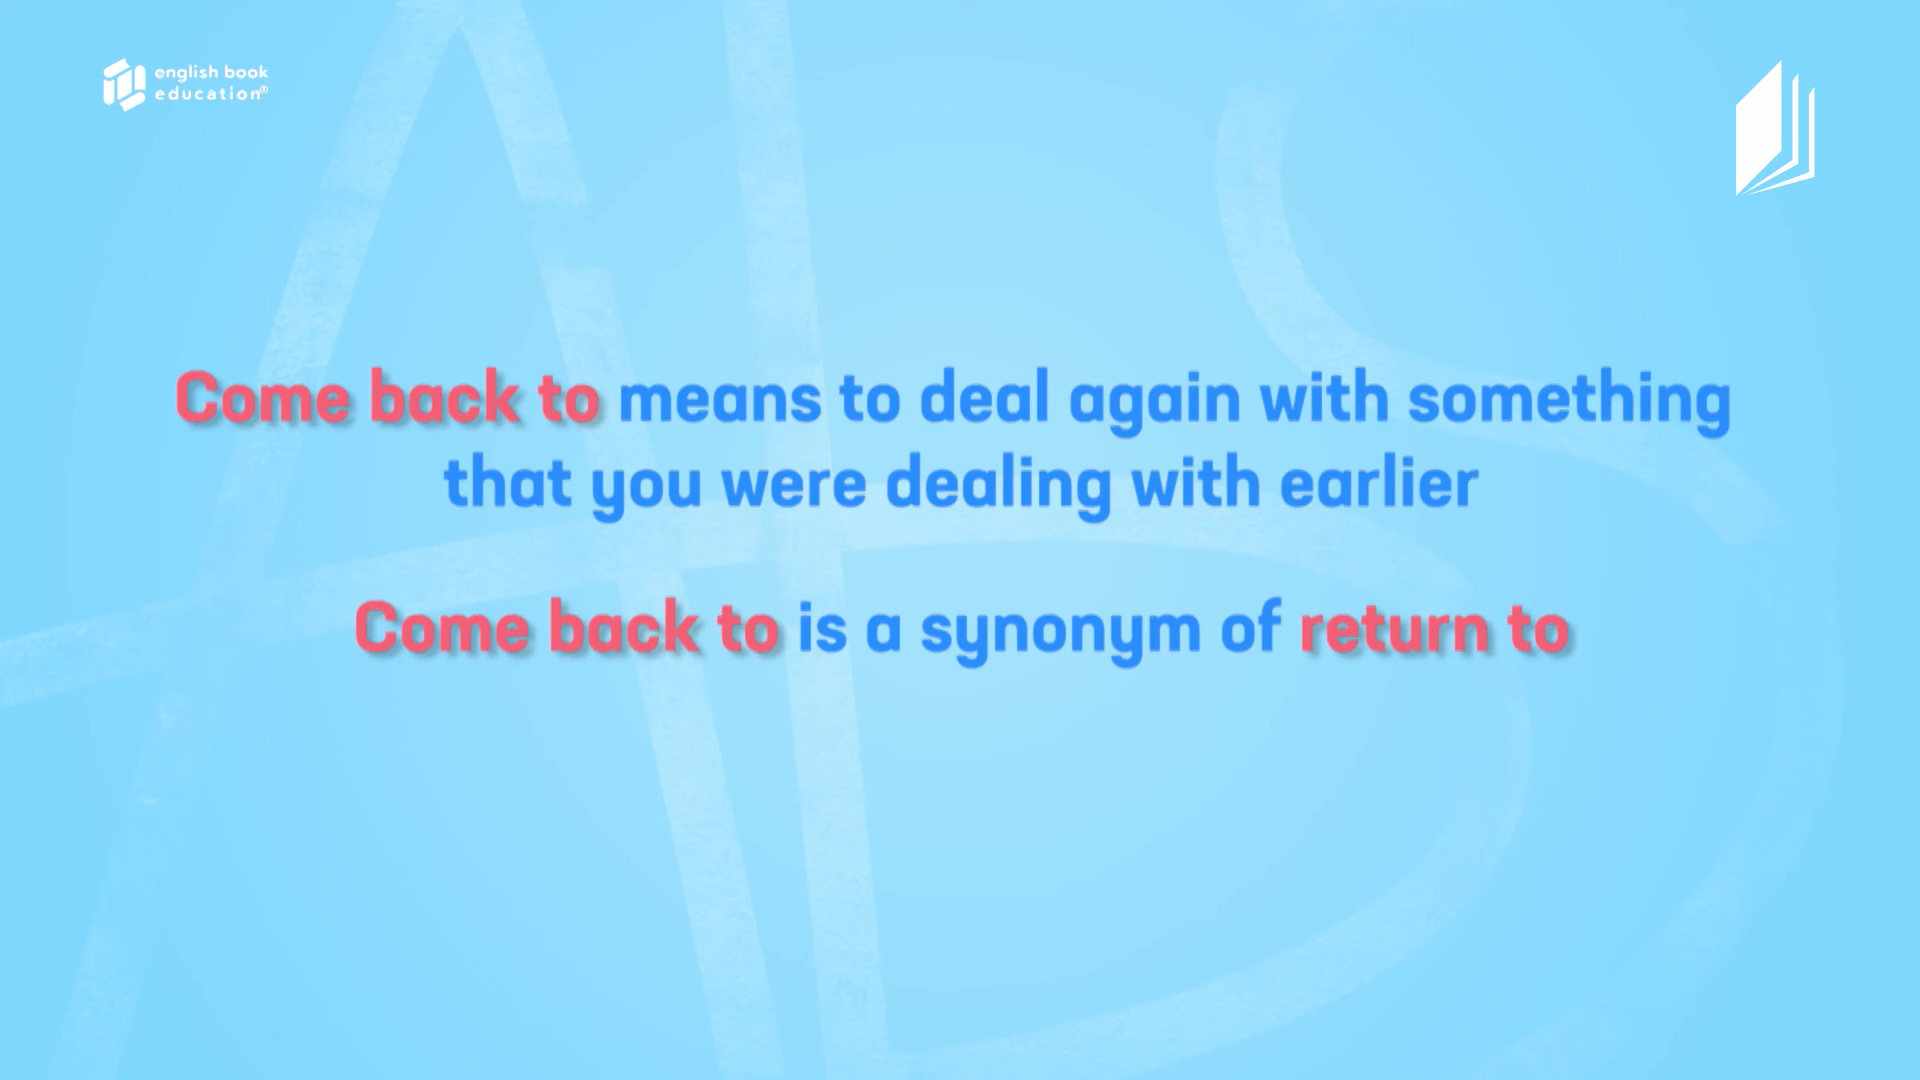 english book
education®
Come back to means to deal again with something
that you were dealing with earlier
Come back to is a synonym of return to